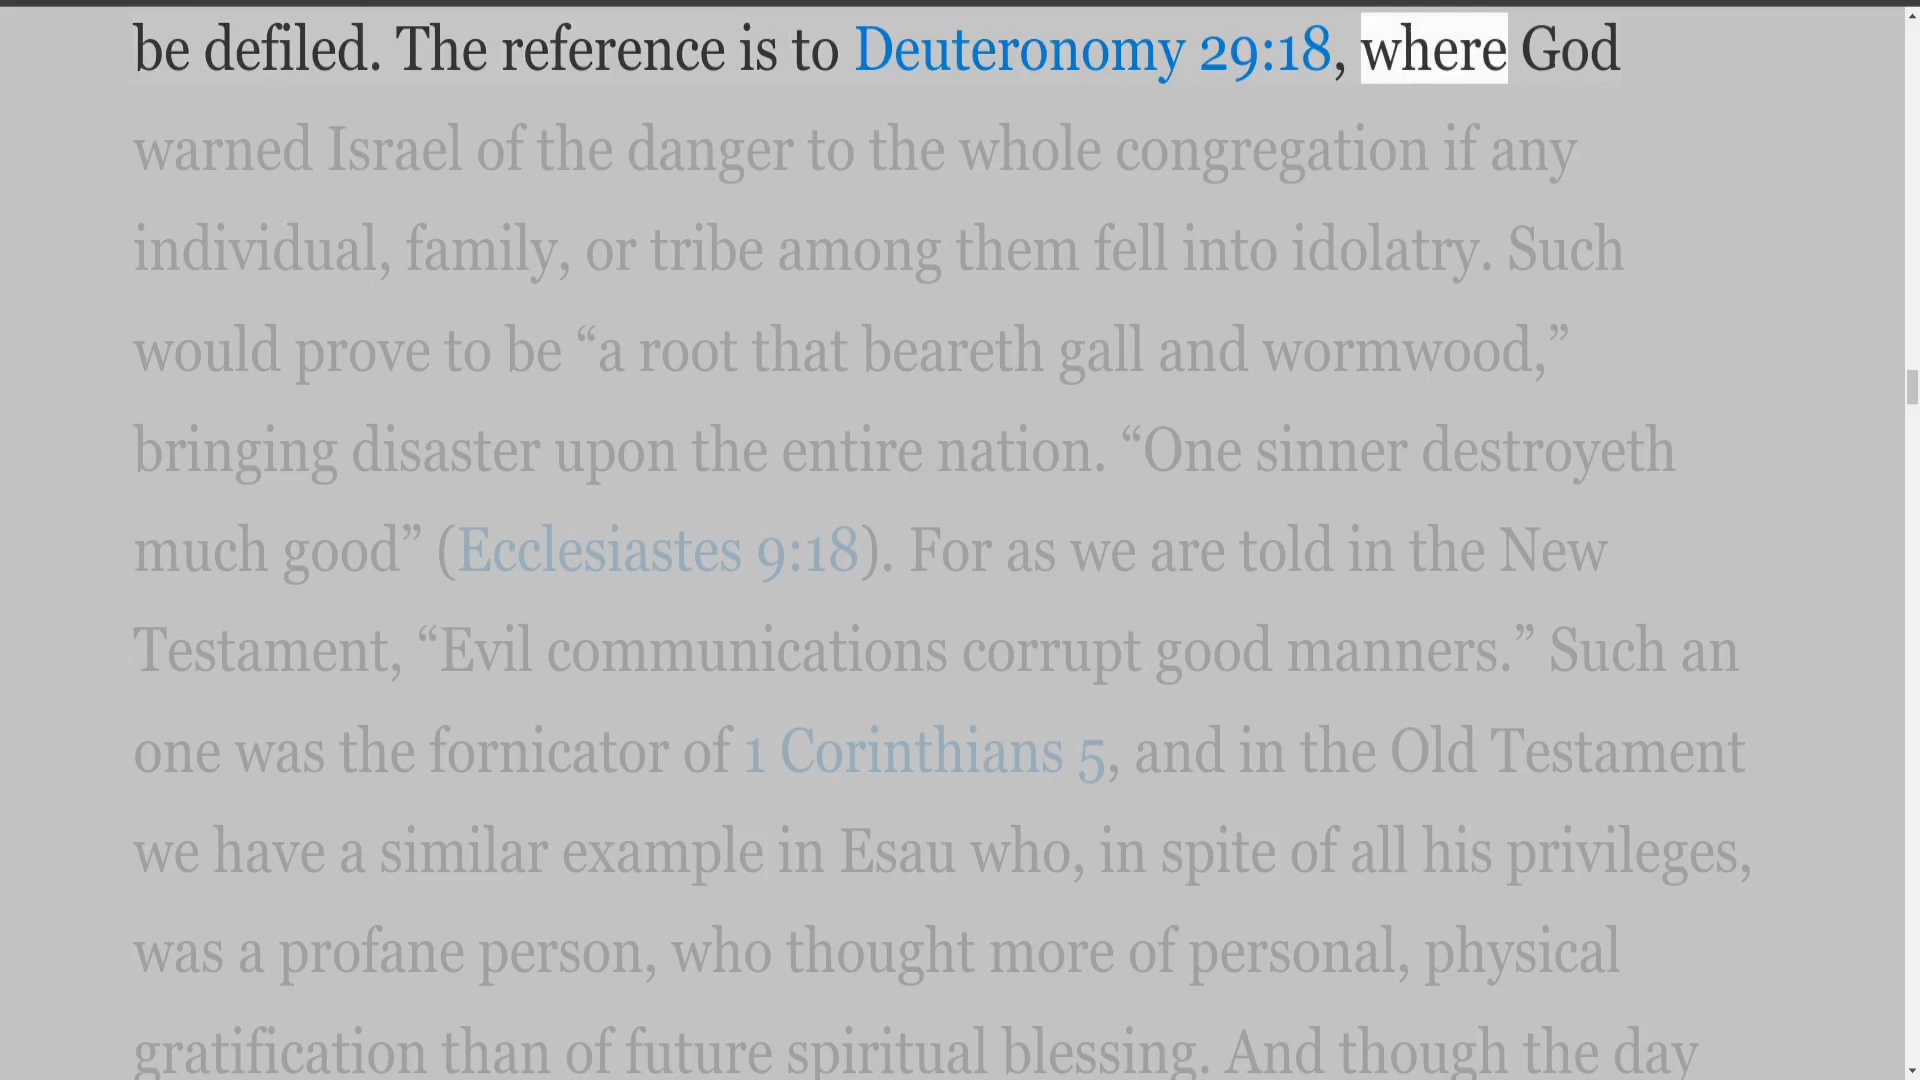 be defiled. The reference is to Deuteronomy 29:18, where God
warned Israel of the danger to the whole congregation if any
individual, family, or tribe among them fell into idolatry. Such
would prove to be “a root that beareth gall and wormwood,”
bringing disaster upon the entire nation. “One sinner destroyeth
much good” (Ecclesiastes 9:18). For as we are told in the New
Testament, “Evil communications corrupt good manners.” Such an
one was the fornicator of 1 Corinthians 5, and in the Old Testament
we have a similar example in Esau who, in spite of all his privileges,
was a profane person, who thought more of personal, physical
gratification than of future spiritual blessing. And though the day